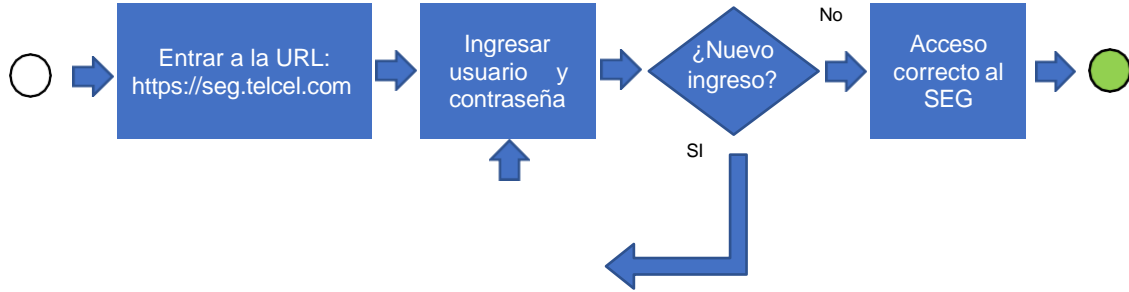 Entrar a la URL:
https://seg.telcel.com
Ingresar
usuario y
contraseña
¿Nuevo
ingreso?
No
SI
Acceso
correcto al
SEG